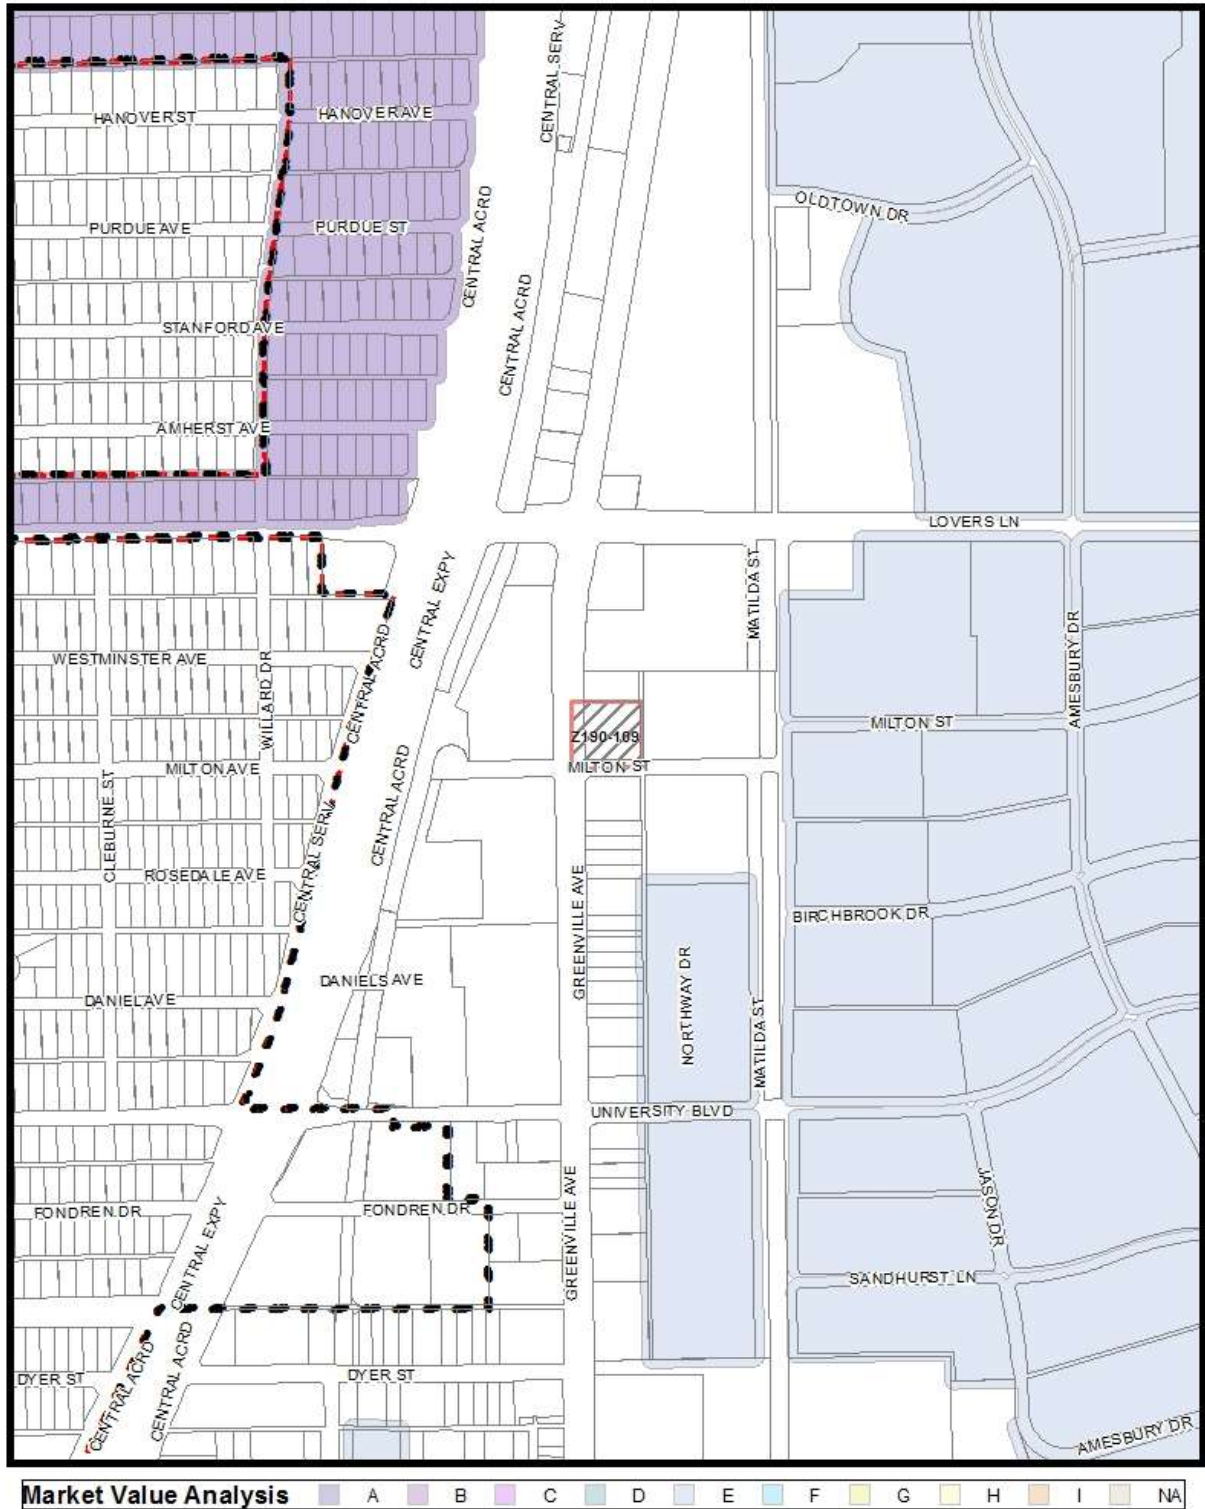 CENTRAL SERV
HANOVER ST
HANOVER AVE
PURDUE AVE
PURDUE ST
CENTRAL ACRD
OLDTOWN DR
CENTRAL ACRD
STANFORD AVE
AMHERST AVE
LOVERS LN
CENTRAL EXPY
MATILDA ST
WESTMINSTER AVE
WILLARD DR
CENTRAL ACRD
AMESBURY DR
MILTON ST
Z190-109
MILTON AVE
MILTON ST
CLEBURNE ST
CENTRAL SERV
CENTRAL ACRD
ROSEDALE AVE
BIRCHBROOK DR
GREENVILLE AVE
DANIELS AVE
NORTHWAY DR
DANIEL AVE
MATILDA ST
UNIVERSITY BLVD
FONDREN DR
FONDREN DR
GREENVILLE AVE
JASON DR
CENTRAL EXPY
SANDHURST LN
DYER ST
CENTRAL ACRD
CENTRAL ACRD
DYER ST
AMESBURY DR
Market Value Analysis A B C D E F G H I NA